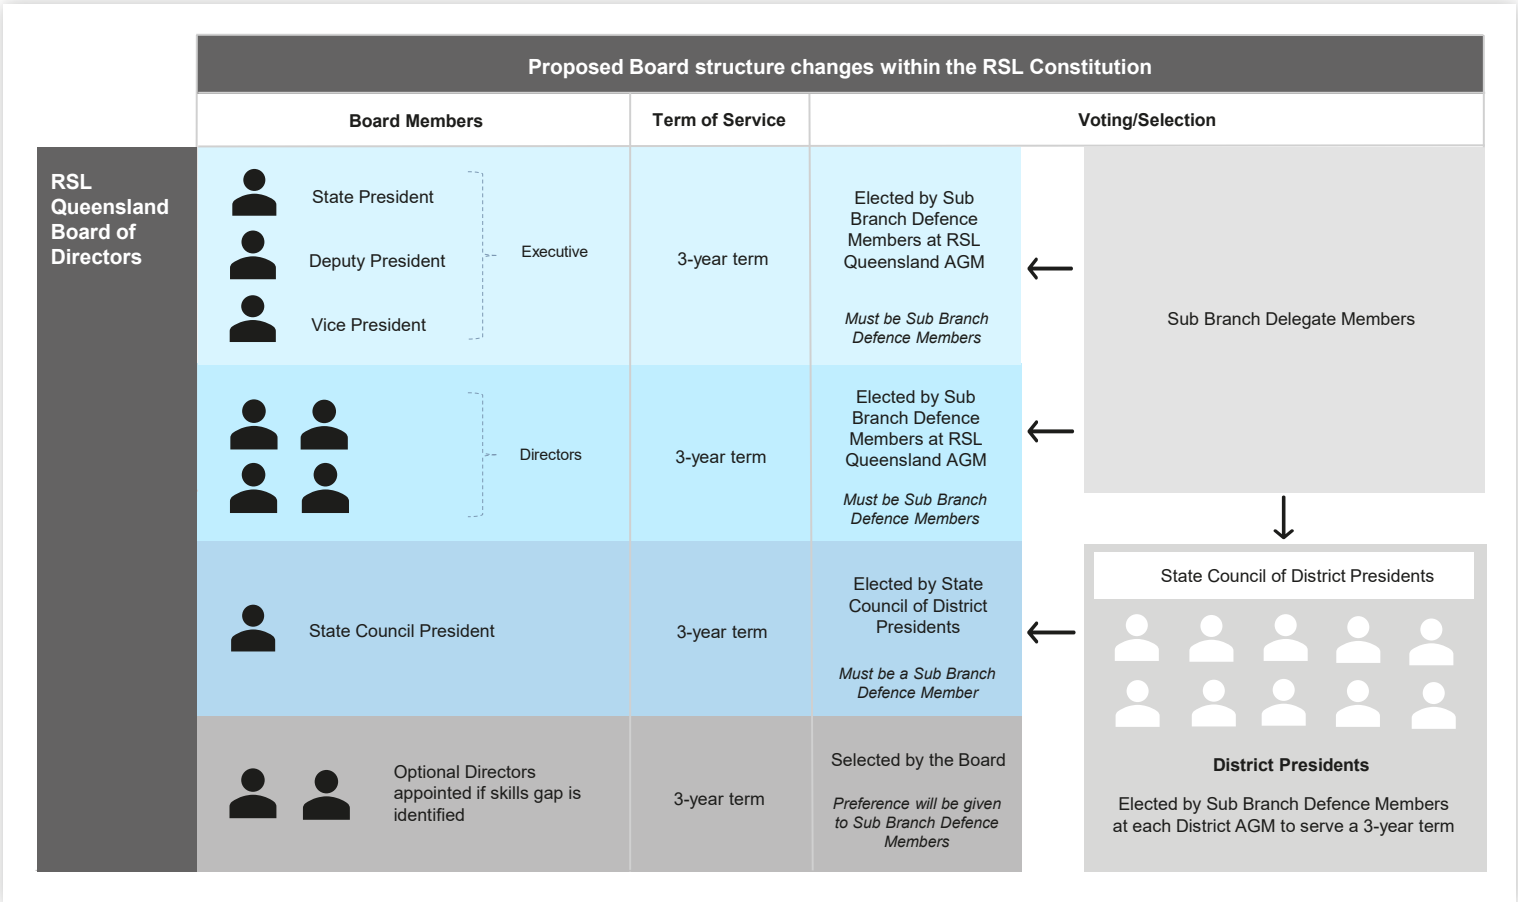 Proposed Board structure changes within the RSL Constitution
Board Members
Term of Service
Voting/Selection
RSL
Queensland
Board of
Directors
State President
Deputy President
Vice President
Executive
3-year term
Elected by Sub
Branch Defence
Members at RSL
Queensland AGM
Must be Sub Branch
Defence Members
Sub Branch Delegate Members
Directors
3-year term
Elected by Sub
Branch Defence
Members at RSL
Queensland AGM
Must be Sub Branch
Defence Members
State Council President
3-year term
Elected by State
Council of District
Presidents
Must be a Sub Branch
Defence Member
State Council of District Presidents
District Presidents
Elected by Sub Branch Defence Members
at each District AGM to serve a 3-year term
Optional Directors
appointed if skills gap is
identified
3-year term
Selected by the Board
Preference will be given
to Sub Branch Defence
Members